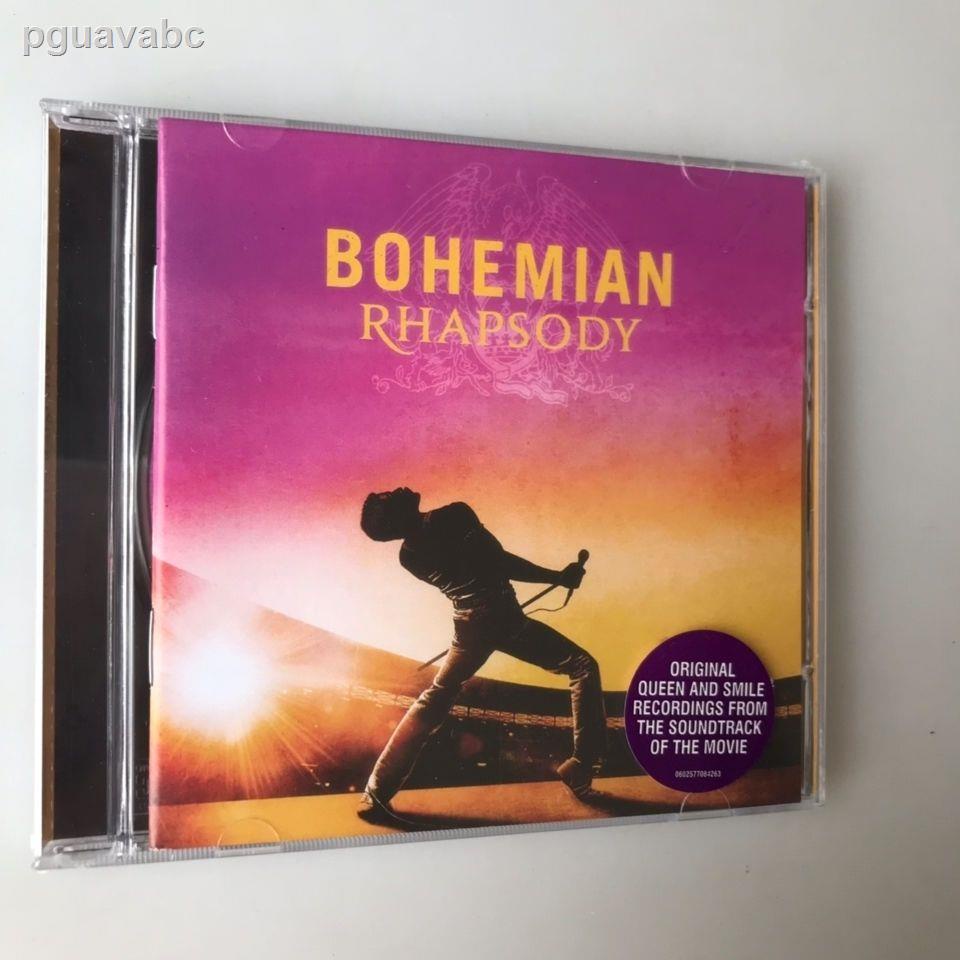 pguavabc
BOHEMIAN
RHAPSODY
ORIGINAL
QUEEN AND SMILE
RECORDINGS FROM
THE SOUNDTRACK
OF THE MOVIE
0602577084263